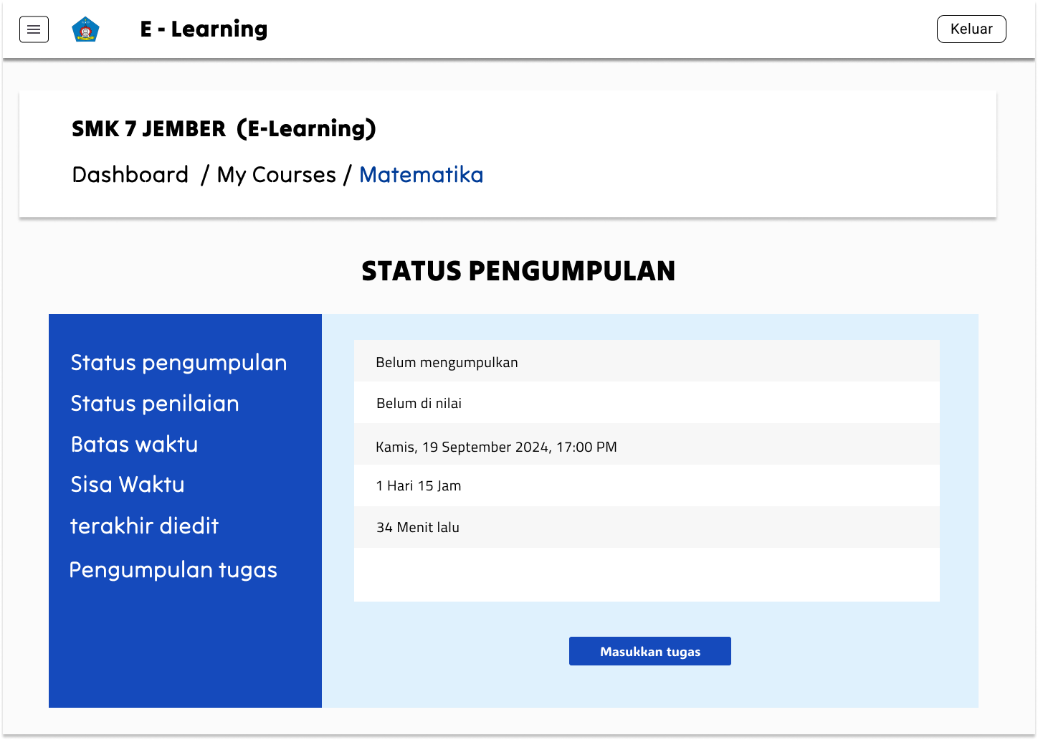 E - Learning
Keluar
SMK 7 JEMBER (E-Learning)
Dashboard / My Courses / Matematika
STATUS PENGUMPULAN
Status pengumpulan
Belum mengumpulkan
Status penilaian
Belum di nilai
Batas waktu
Kamis, 19 September 2024, 17:00 PM
Sisa Waktu
1 Hari 15 Jam
terakhir diedit
34 Menit lalu
Pengumpulan tugas
Masukkan tugas